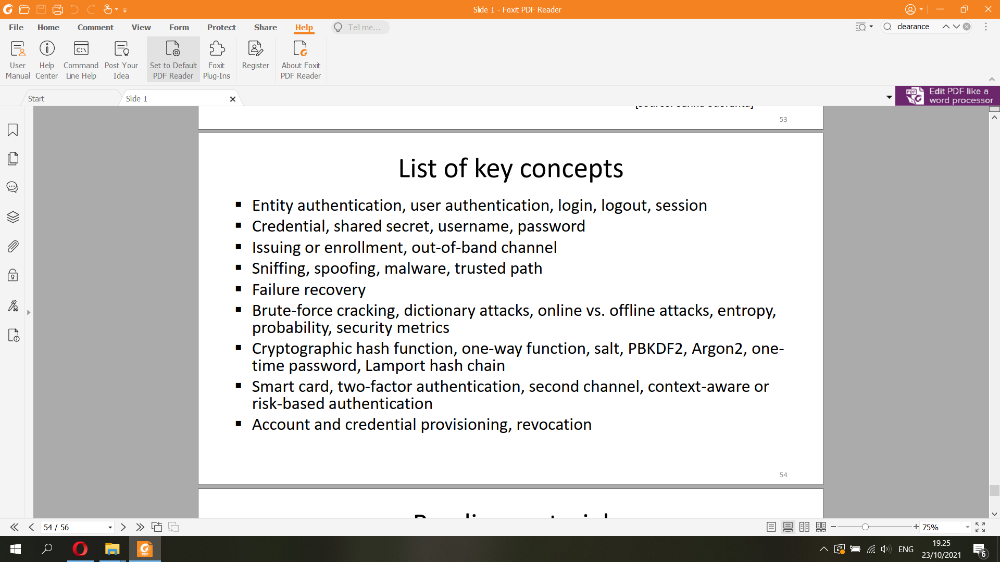 Slide 1 - Foxit PDF Reader
File Home Comment View Form Protect Share Help Tell me... clearance
User Manual
Help Center
Command Line Help
Post Your Idea
Set to Default PDF Reader
Foxit Plug-Ins
Register
About Foxit PDF Reader
Start
Slide 1
Edit PDF like a
word processor
53
List of key concepts
▪ Entity authentication, user authentication, login, logout, session
▪ Credential, shared secret, username, password
▪ Issuing or enrollment, out-of-band channel
▪ Sniffing, spoofing, malware, trusted path
▪ Failure recovery
▪ Brute-force cracking, dictionary attacks, online vs. offline attacks, entropy,
probability, security metrics
▪ Cryptographic hash function, one-way function, salt, PBKDF2, Argon2, one-
time password, Lamport hash chain
▪ Smart card, two-factor authentication, second channel, context-aware or
risk-based authentication
▪ Account and credential provisioning, revocation
54
54 / 56
75%
ENG
19.25
23/10/2021
6